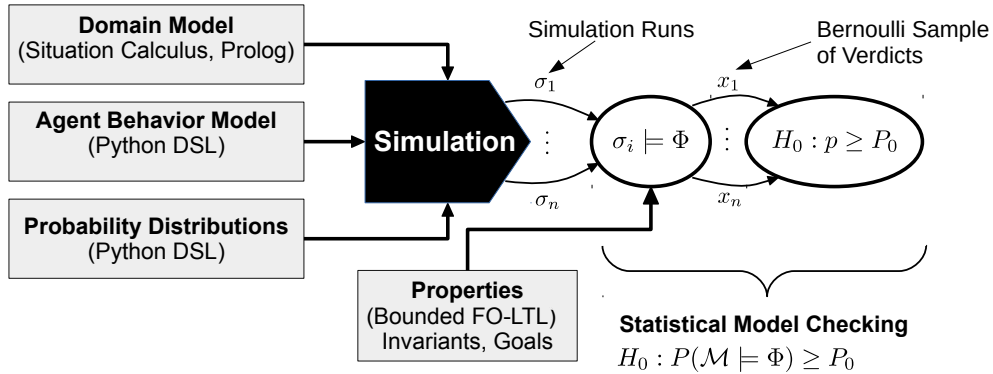 Domain Model
(Situation Calculus, Prolog)
Agent Behavior Model
(Python DSL)
Probability Distributions
(Python DSL)
Simulation
Simulation Runs
σ₁
⋮
σₙ
σᵢ ⊨ Φ
Bernoulli Sample
of Verdicts
x₁
⋮
xₙ
H₀ : p ≥ P₀
Properties
(Bounded FO-LTL)
Invariants, Goals
Statistical Model Checking
H₀ : P(ℳ ⊨ Φ) ≥ P₀